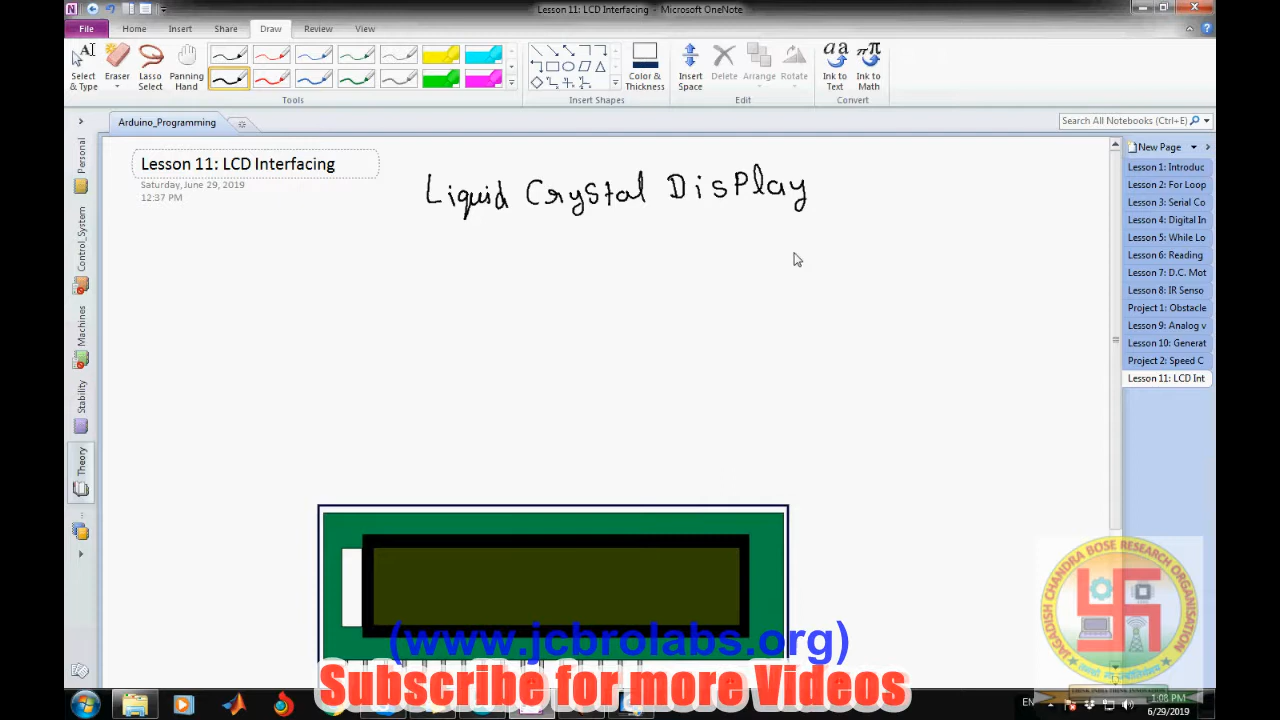 Lesson 11: LCD Interfacing - Microsoft OneNote
File Home Insert Share Draw Review View
Select & Type
Eraser
Lasso Select
Panning Hand
Color & Thickness
Insert Space
Delete
Arrange
Rotate
Ink to Text
Ink to Math
Tools
Insert Shapes
Edit
Convert
Arduino_Programming
Search All Notebooks (Ctrl+E)
Personal
Control_System
Machines
Stability
Theory
Lesson 11: LCD Interfacing
Saturday, June 29, 2019
12:37 PM
Liquid Crystal DisPlay
New Page
Lesson 1: Introduc
Lesson 2: For Loop
Lesson 3: Serial Co
Lesson 4: Digital In
Lesson 5: While Lo
Lesson 6: Reading
Lesson 7: D.C. Mot
Lesson 8: IR Senso
Project 1: Obstacle
Lesson 9: Analog v
Lesson 10: Generat
Project 2: Speed C
Lesson 11: LCD Int
JAGADISH CHANDRA BOSE RESEARCH ORGANISATION
THINK INDIA THINK INNOVATION
(www.jcbrolabs.org)
Subscribe for more Videos
EN
1:08 PM
6/29/2019